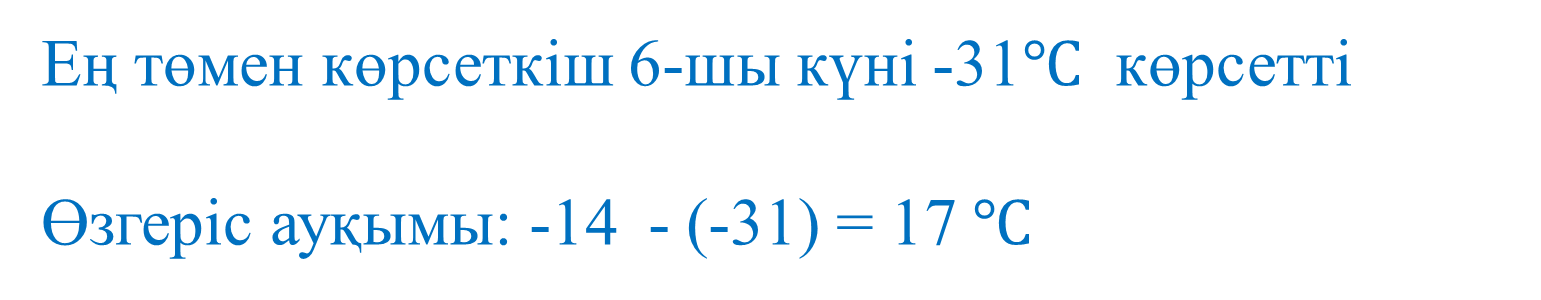 Ең төмен көрсеткіш 6-шы күні -31℃ көрсетті
Өзгеріс ауқымы: -14 - (-31) = 17 ℃